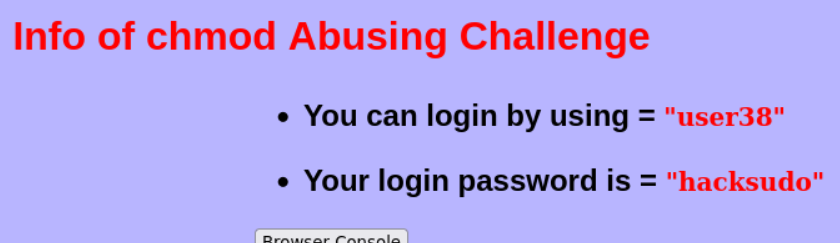 Info of chmod Abusing Challenge
• You can login by using = "user38"
• Your login password is = "hacksudo"
Browser Console